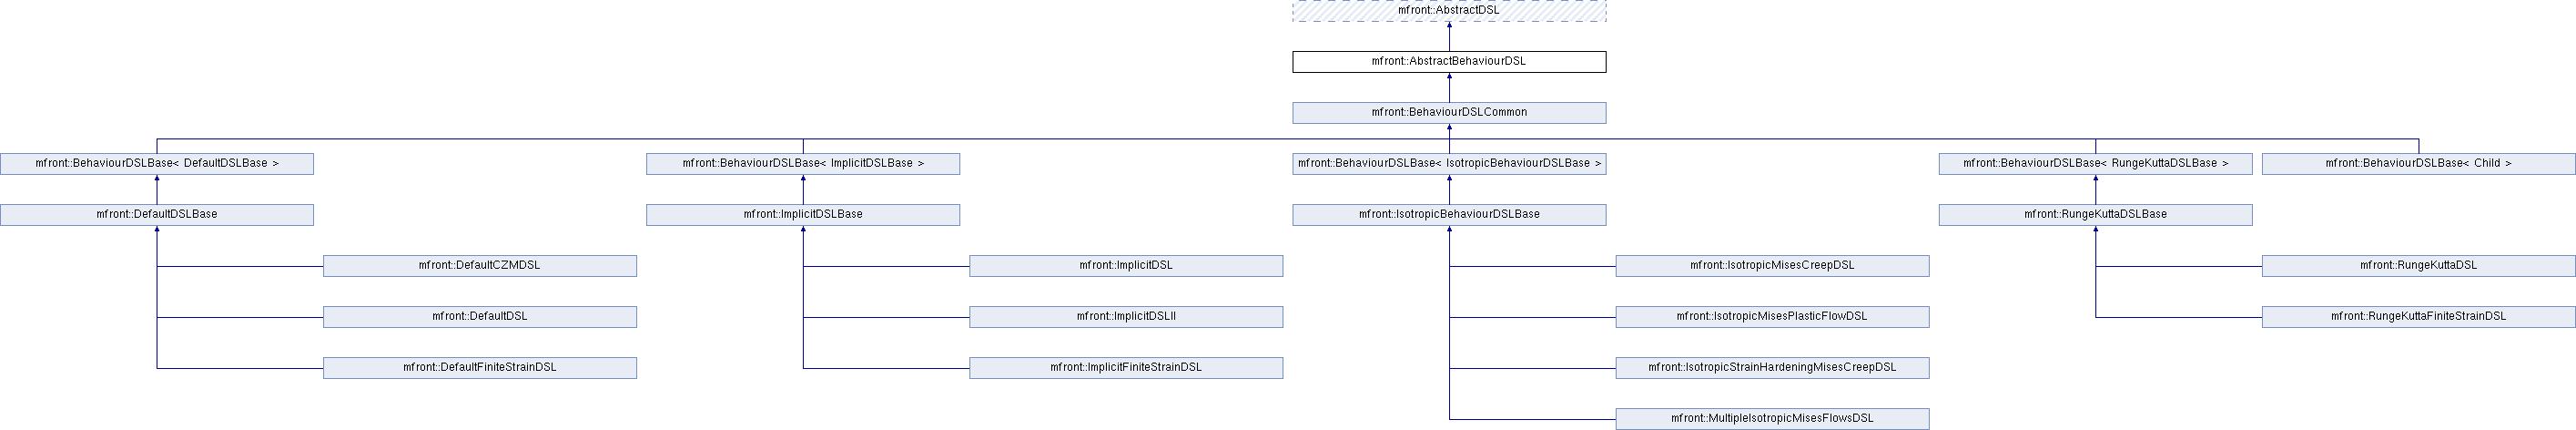 mfront::AbstractDSL
mfront::AbstractBehaviourDSL
mfront::BehaviourDSLCommon
mfront::BehaviourDSLBase< DefaultDSLBase >
mfront::BehaviourDSLBase< ImplicitDSLBase >
mfront::BehaviourDSLBase< IsotropicBehaviourDSLBase >
mfront::BehaviourDSLBase< RungeKuttaDSLBase >
mfront::BehaviourDSLBase< Child >
mfront::DefaultDSLBase
mfront::ImplicitDSLBase
mfront::IsotropicBehaviourDSLBase
mfront::RungeKuttaDSLBase
mfront::DefaultCZMDSL
mfront::ImplicitDSL
mfront::IsotropicMisesCreepDSL
mfront::RungeKuttaDSL
mfront::DefaultDSL
mfront::ImplicitDSLII
mfront::IsotropicMisesPlasticFlowDSL
mfront::RungeKuttaFiniteStrainDSL
mfront::DefaultFiniteStrainDSL
mfront::ImplicitFiniteStrainDSL
mfront::IsotropicStrainHardeningMisesCreepDSL
mfront::MultipleIsotropicMisesFlowsDSL